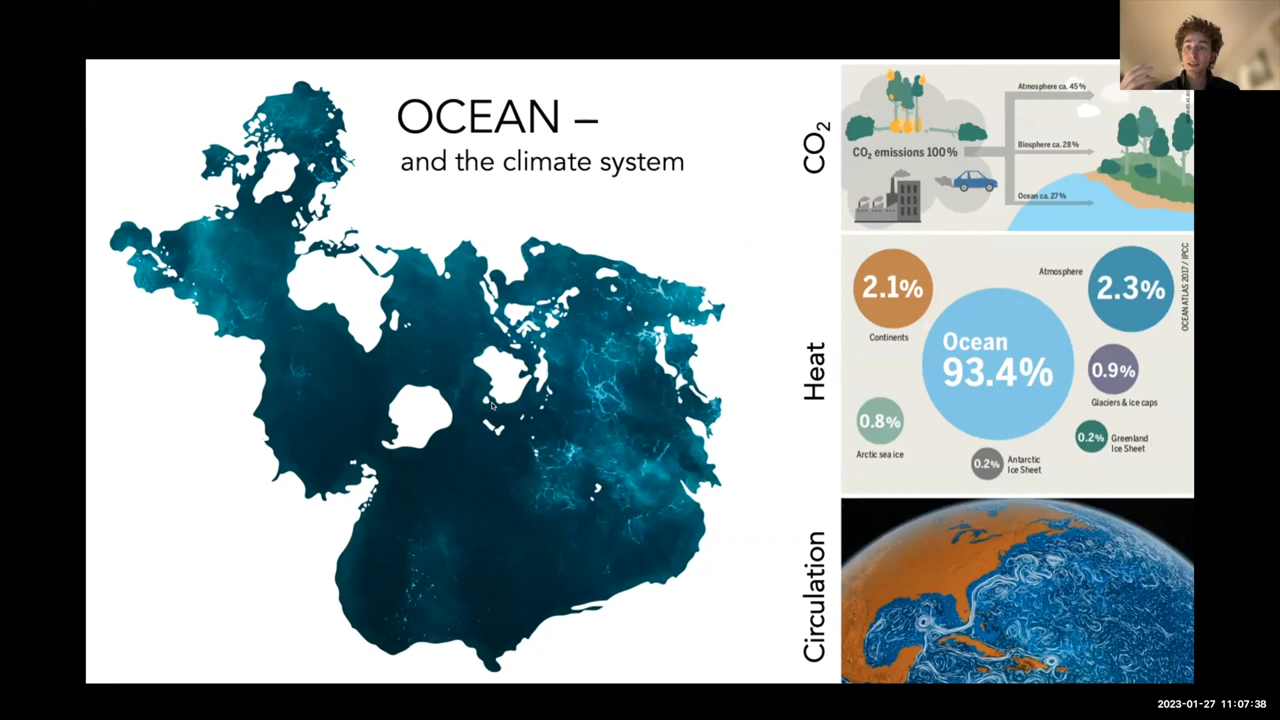 OCEAN –
and the climate system
CO₂
Atmosphere ca. 45%
Biosphere ca. 28%
CO₂ emissions 100%
Ocean ca. 27%
Heat
2.1%
Continents
Atmosphere
2.3%
Ocean
93.4%
0.9%
Glaciers & ice caps
0.8%
Arctic sea ice
0.2%
Greenland
Ice Sheet
0.2%
Antarctic
Ice Sheet
OCEAN ATLAS 2017 / IPCC
Circulation
2023-01-27 11:07:38